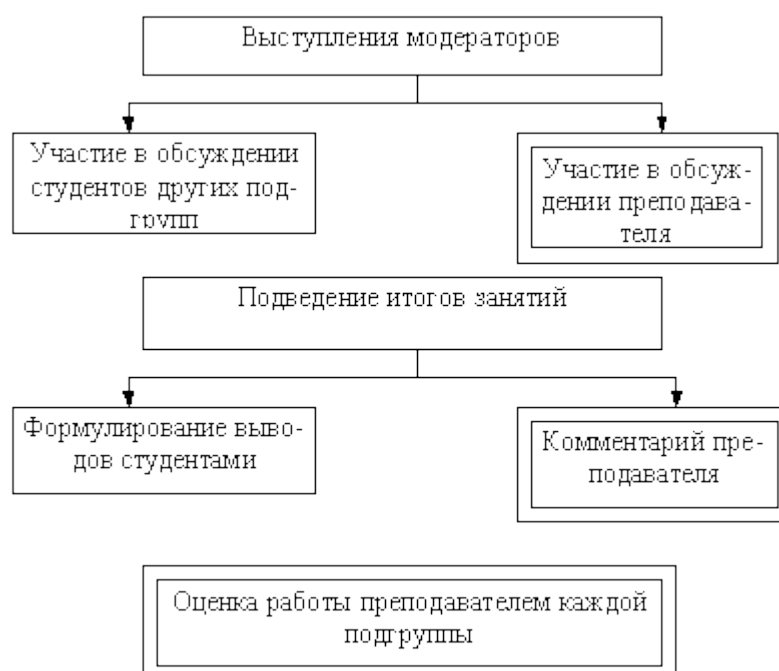 Выступления модераторов
Участие в обсуждении
студентов других под-
групп
Участие в обсуж-
дении преподава-
теля
Подведение итогов занятий
Формулирование выво-
дов студентами
Комментарий пре-
подавателя
Оценка работы преподавателем каждой
подгруппы